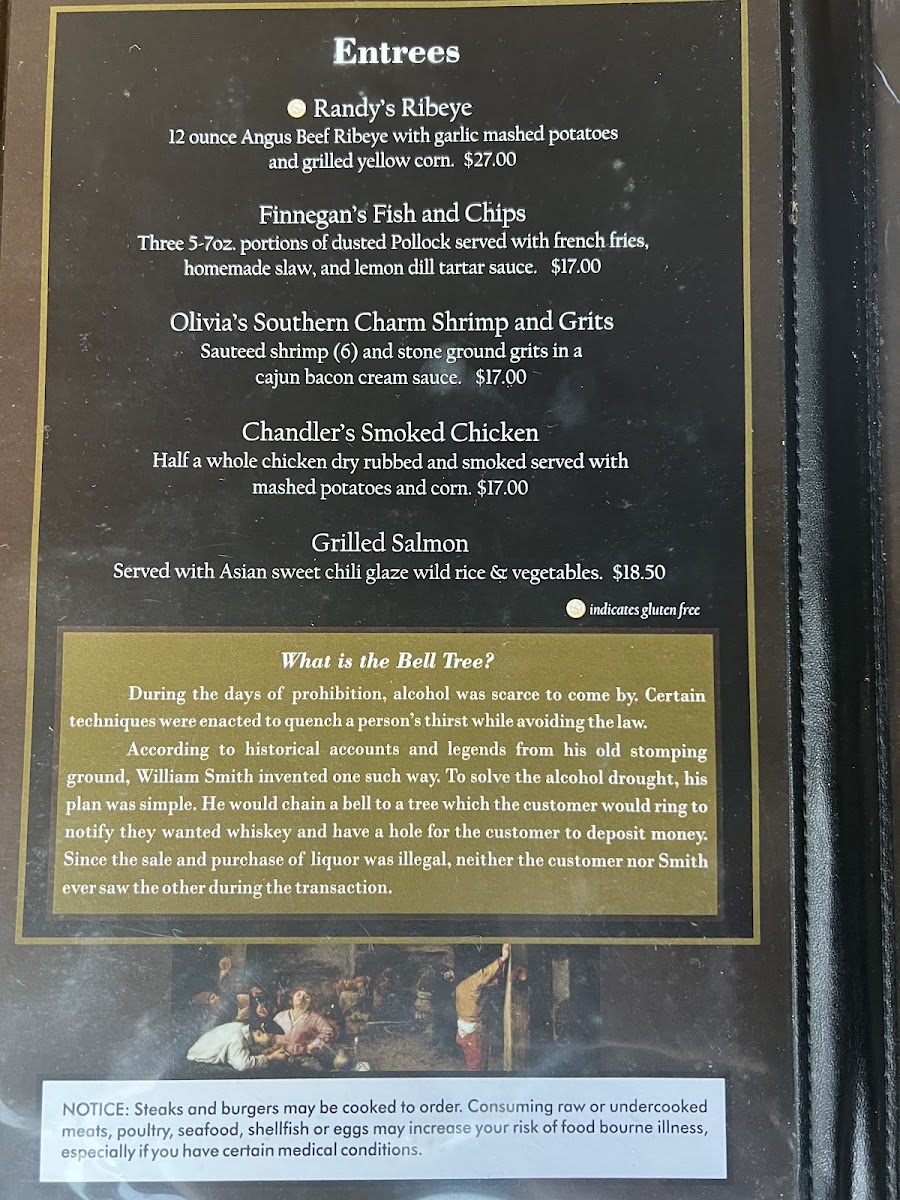 Entrees
Randy's Ribeye
12 ounce Angus Beef Ribeye with garlic mashed potatoes
and grilled yellow corn. $27.00
Finnegan's Fish and Chips
Three 5-7oz. portions of dusted Pollock served with french fries,
homemade slaw, and lemon dill tartar sauce. $17.00
Olivia's Southern Charm Shrimp and Grits
Sauteed shrimp (6) and stone ground grits in a
cajun bacon cream sauce. $17.00
Chandler's Smoked Chicken
Half a whole chicken dry rubbed and smoked served with
mashed potatoes and corn. $17.00
Grilled Salmon
Served with Asian sweet chili glaze wild rice & vegetables. $18.50
indicates gluten free
What is the Bell Tree?
During the days of prohibition, alcohol was scarce to come by. Certain
techniques were enacted to quench a person's thirst while avoiding the law.
According to historical accounts and legends from his old stomping
ground, William Smith invented one such way. To solve the alcohol drought, his
plan was simple. He would chain a bell to a tree which the customer would ring to
notify they wanted whiskey and have a hole for the customer to deposit money.
Since the sale and purchase of liquor was illegal, neither the customer nor Smith
ever saw the other during the transaction.
NOTICE: Steaks and burgers may be cooked to order. Consuming raw or undercooked
meats, poultry, seafood, shellfish or eggs may increase your risk of food bourne illness,
especially if you have certain medical conditions.